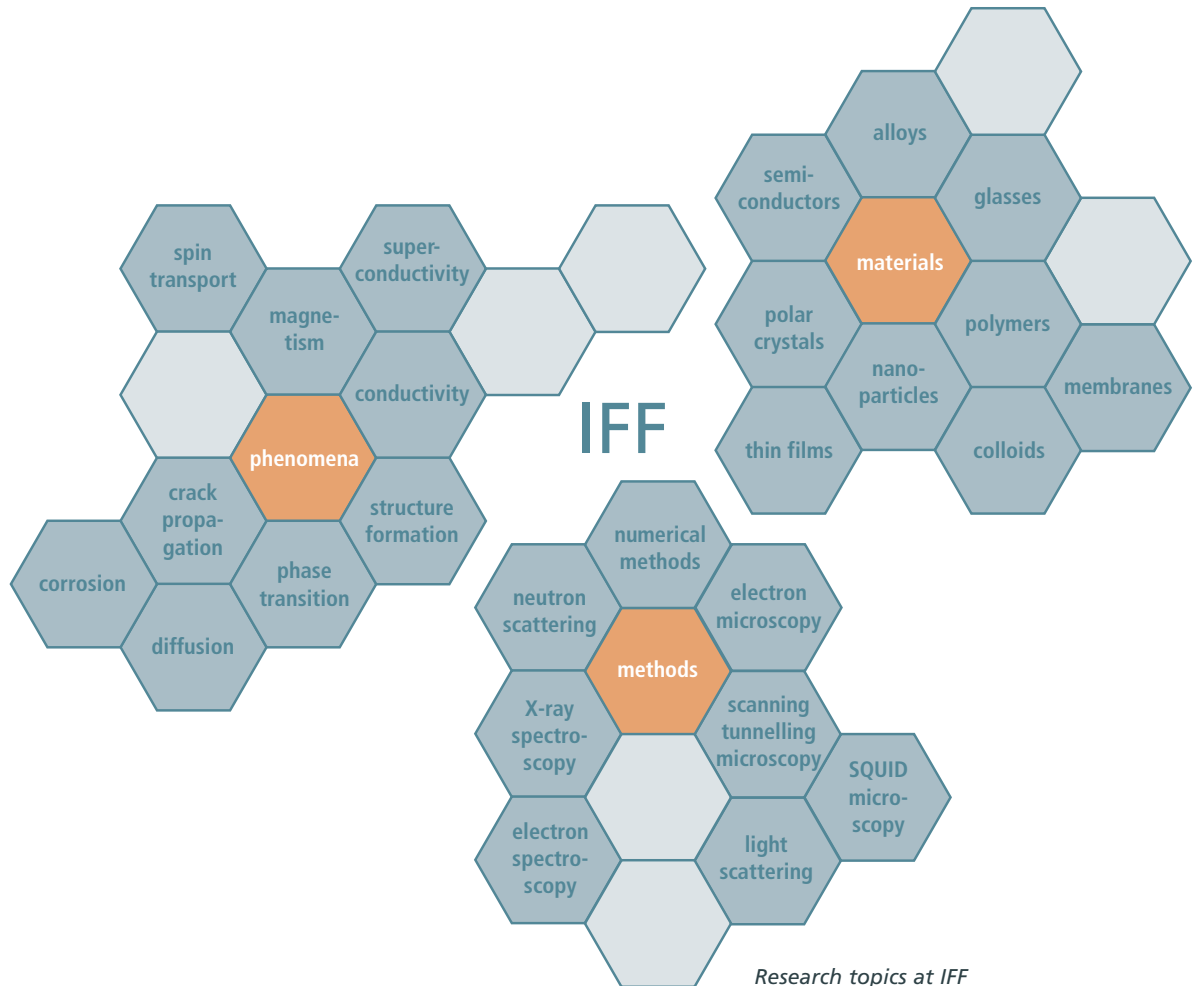 spin
transport
super-
conductivity
magne-
tism
conductivity
phenomena
crack
propa-
gation
structure
formation
corrosion
phase
transition
diffusion
IFF
alloys
semi-
conductors
glasses
materials
polar
crystals
polymers
nano-
particles
membranes
thin films
colloids
numerical
methods
neutron
scattering
electron
microscopy
methods
X-ray
spectro-
scopy
scanning
tunnelling
microscopy
SQUID
micro-
scopy
electron
spectro-
scopy
light
scattering
Research topics at IFF